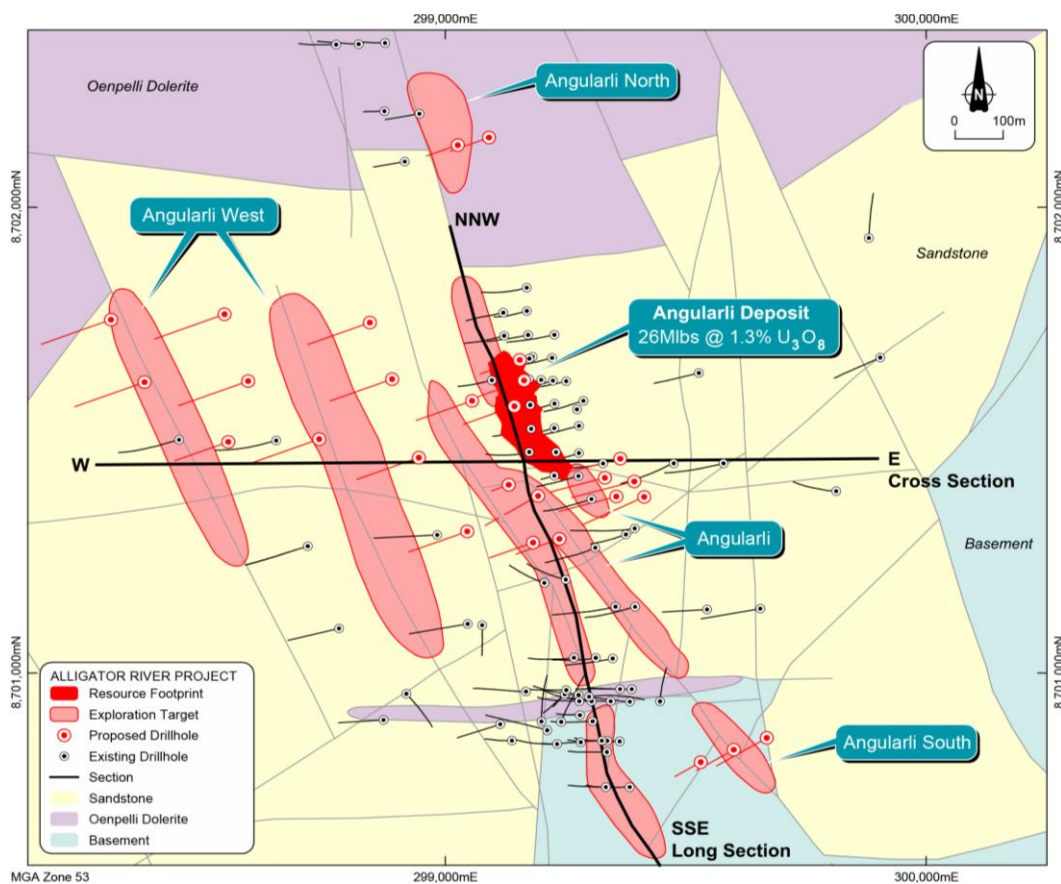 299,000mE
300,000mE
Oenpelli Dolerite
Angularli North
N
0 100m
8,702,000mN
8,702,000mN
Angularli West
NNW
Sandstone
Angularli Deposit
26Mlbs @ 1.3% U3O8
W
E
Cross Section
Angularli
Basement
8,701,000mN
8,701,000mN
ALLIGATOR RIVER PROJECT
Resource Footprint
Exploration Target
Proposed Drillhole
Existing Drillhole
Section
Sandstone
Oenpelli Dolerite
Basement
Angularli South
SSE
Long Section
MGA Zone 53
299,000mE
300,000mE